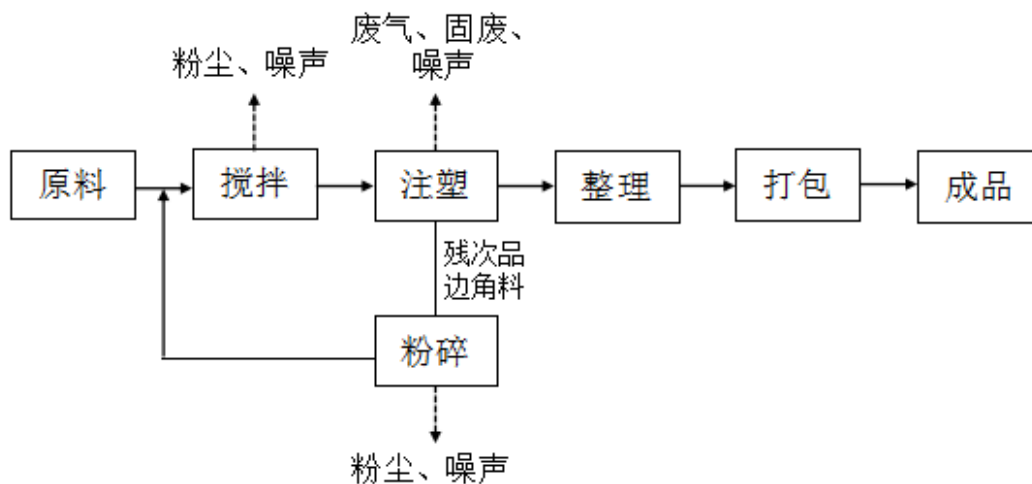 废气、固废、
噪声
粉尘、噪声
原料
搅拌
注塑
整理
打包
成品
残次品
边角料
粉碎
粉尘、噪声